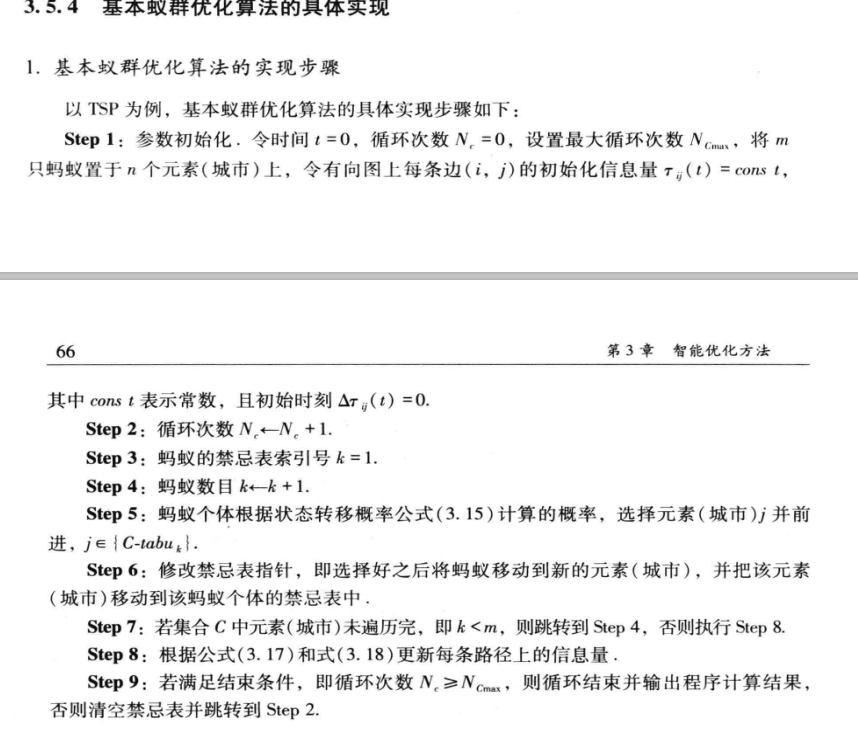 3.5.4 基本蚁群优化算法的具体实现
1. 基本蚁群优化算法的实现步骤
以 TSP 为例，基本蚁群优化算法的具体实现步骤如下：
Step 1：参数初始化. 令时间 t=0，循环次数 N_c=0，设置最大循环次数 N_Cmax，将 m
只蚂蚁置于 n 个元素(城市)上，令有向图上每条边(i, j)的初始化信息量 τ_ij(t) = cons t，
66 第 3 章 智能优化方法
其中 cons t 表示常数，且初始时刻 Δτ_ij(t) =0.
Step 2：循环次数 N_c←N_c +1.
Step 3：蚂蚁的禁忌表索引号 k=1.
Step 4：蚂蚁数目 k←k+1.
Step 5：蚂蚁个体根据状态转移概率公式(3.15)计算的概率，选择元素(城市)j 并前
进，j∈{C-tabu_k}.
Step 6：修改禁忌表指针，即选择好之后将蚂蚁移动到新的元素(城市)，并把该元素
(城市)移动到该蚂蚁个体的禁忌表中.
Step 7：若集合 C 中元素(城市)未遍历完，即 k<m，则跳转到 Step 4，否则执行 Step 8.
Step 8：根据公式(3.17)和式(3.18)更新每条路径上的信息量.
Step 9：若满足结束条件，即循环次数 N_c≥N_Cmax，则循环结束并输出程序计算结果，
否则清空禁忌表并跳转到 Step 2.